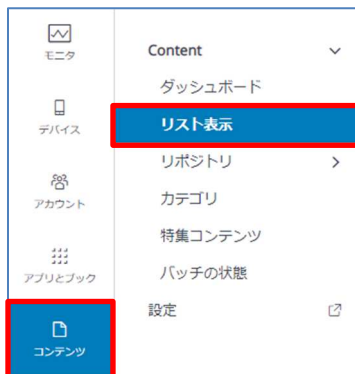 モニタ
デバイス
アカウント
アプリとブック
コンテンツ
Content
ダッシュボード
リスト表示
リポジトリ
カテゴリ
特集コンテンツ
バッチの状態
設定